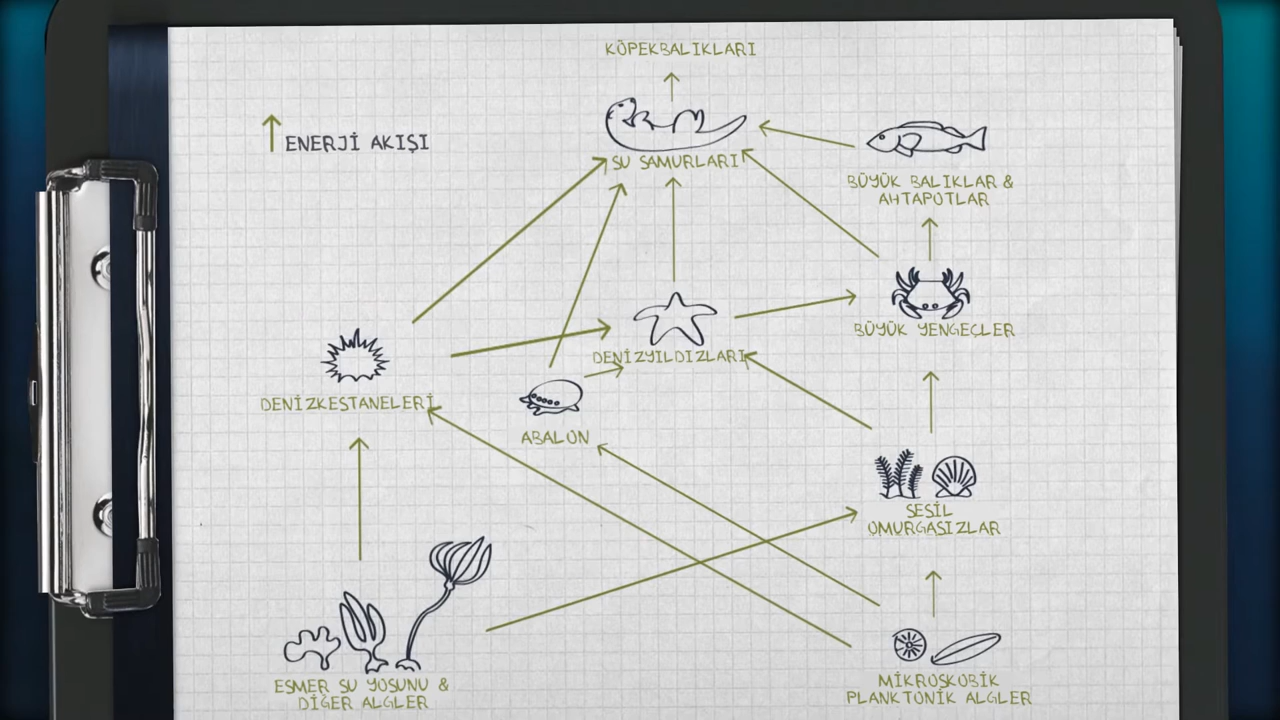 KÖPEKBALIKLARI
ENERJİ AKIŞI
SU SAMURLARI
BÜYÜK BALIKLAR &
AHTAPOTLAR
BÜYÜK YENGEÇLER
DENİZYILDIZLARI
DENİZKESTANELERİ
ABALON
SESİL
OMURGASIZLAR
ESMER SU YOSUNU &
DİĞER ALGLER
MİKROSKOBİK
PLANKTONİK ALGLER